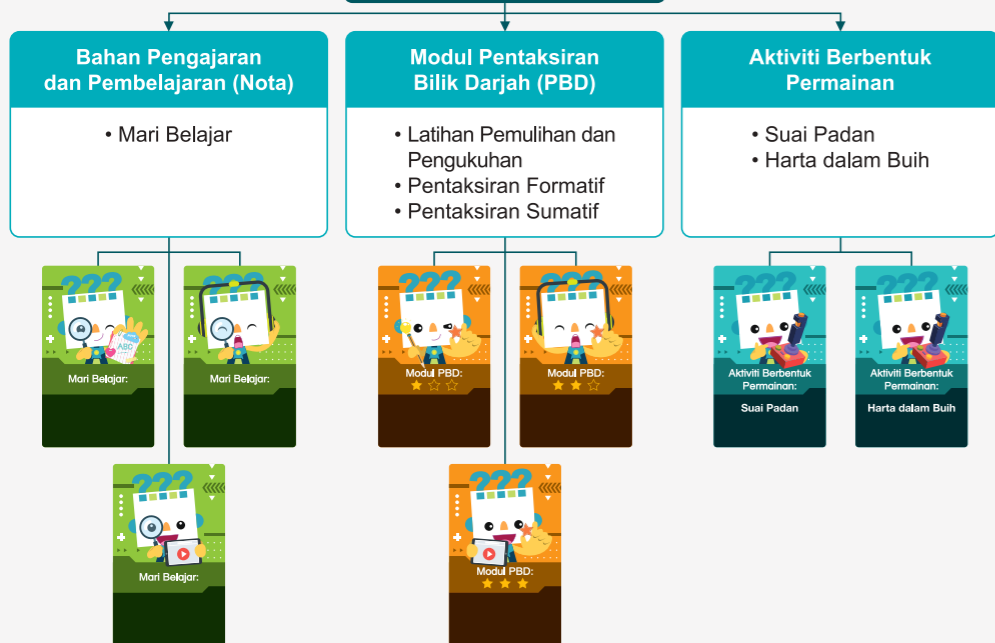 Bahan Pengajaran
dan Pembelajaran (Nota)
• Mari Belajar
Modul Pentaksiran
Bilik Darjah (PBD)
• Latihan Pemulihan dan
Pengukuhan
• Pentaksiran Formatif
• Pentaksiran Sumatif
Aktiviti Berbentuk
Permainan
• Suai Padan
• Harta dalam Buih
???
ABC
Mari Belajar:
???
Mari Belajar:
???
Mari Belajar:
???
Modul PBD:
???
Modul PBD:
???
Modul PBD:
???
Aktiviti Berbentuk
Permainan:
Suai Padan
???
Aktiviti Berbentuk
Permainan:
Harta dalam Buih